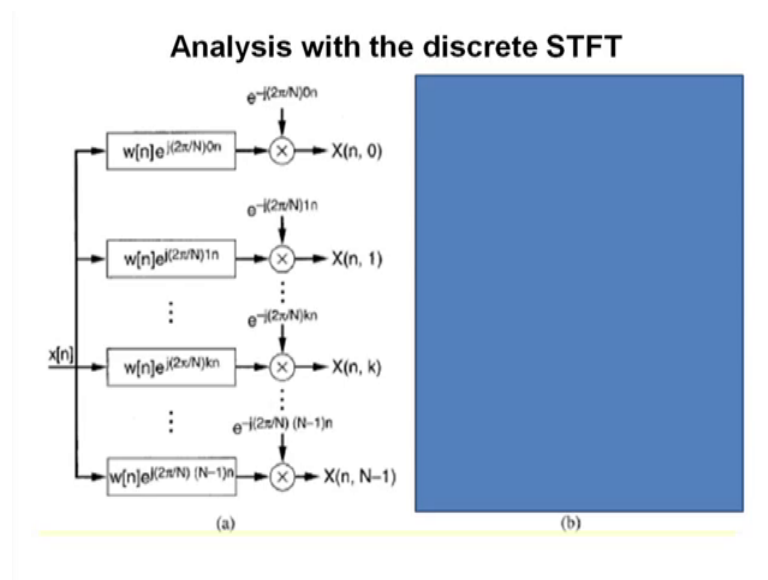 Analysis with the discrete STFT
e^-j(2π/N)0n
w[n]e^j(2π/N)0n
X(n, 0)
e^-j(2π/N)1n
w[n]e^j(2π/N)1n
X(n, 1)
e^-j(2π/N)kn
x[n]
w[n]e^j(2π/N)kn
X(n, k)
e^-j(2π/N) (N–1)n
w[n]e^j(2π/N) (N–1)n
X(n, N–1)
(a)
(b)